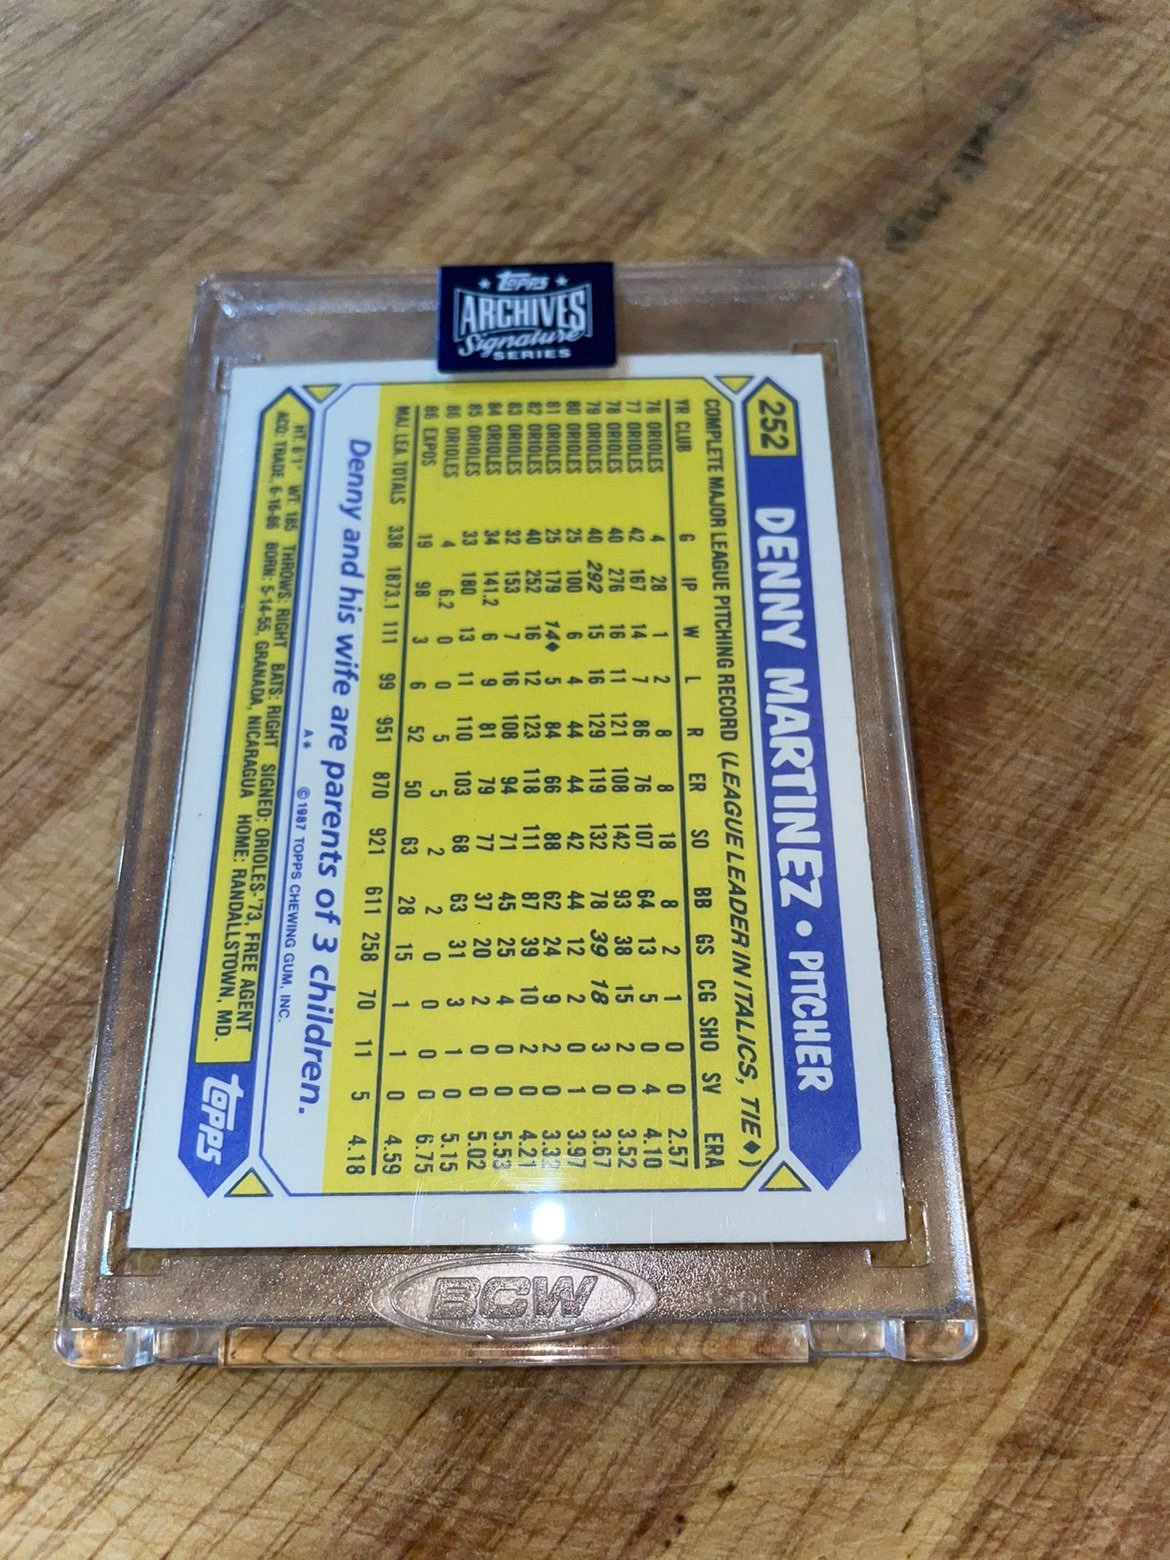 Topps
ARCHIVES
Signature
SERIES
252 DENNY MARTINEZ • PITCHER
COMPLETE MAJOR LEAGUE PITCHING RECORD (LEAGUE LEADER IN ITALICS, TIE ♦)
YR CLUB G IP W L R ER SO BB GS CG SHO SV ERA
76 ORIOLES 4 28 1 2 8 8 18 8 2 1 0 0 2.57
77 ORIOLES 42 167 14 7 86 76 107 64 13 5 0 4 4.10
78 ORIOLES 40 276 16 11 121 108 142 93 38 15 2 0 3.52
79 ORIOLES 40 292 15 16 129 119 132 78 39 18 3 0 3.67
80 ORIOLES 25 100 6 4 44 44 42 44 12 2 0 1 3.97
81 ORIOLES 25 179 14♦ 5 84 66 88 62 24 9 2 0 3.32
82 ORIOLES 40 252 16 12 123 118 111 87 39 10 2 0 4.21
83 ORIOLES 32 153 7 16 108 94 71 45 25 4 0 0 5.53
84 ORIOLES 34 141.2 6 9 81 79 77 37 20 2 0 0 5.02
85 ORIOLES 33 180 13 11 110 103 68 63 31 3 1 0 5.15
86 ORIOLES 4 6.2 0 0 5 5 2 2 0 0 0 0 6.75
86 EXPOS 19 98 3 6 52 50 63 28 15 1 1 0 4.59
MAJ. LEA. TOTALS 338 1873.1 111 99 951 870 921 611 258 70 11 5 4.18
Denny and his wife are parents of 3 children.
A* ©1987 TOPPS CHEWING GUM, INC.
HT: 6'1" WT: 185 THROWS: RIGHT BATS: RIGHT SIGNED: ORIOLES-'73, FREE AGENT
ACQ: TRADE, 6-16-86 BORN: 5-14-55, GRANADA, NICARAGUA HOME: RANDALLSTOWN, MD.
Topps
BCW